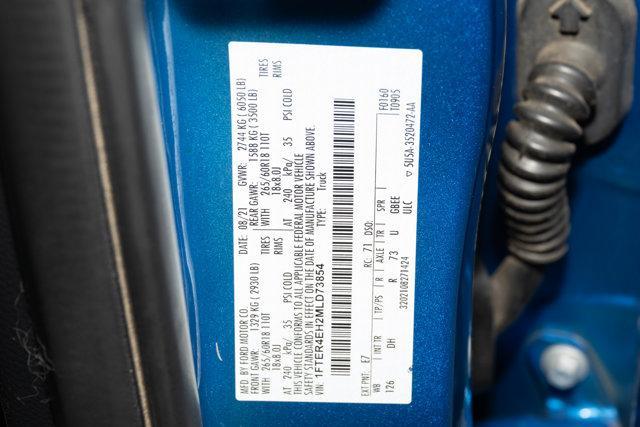 MFD. BY FORD MOTOR CO. DATE: 08/21 GVWR: 2744 KG ( 6050 LB)
FRONT GAWR: 1329 KG ( 2930 LB) REAR GAWR: 1588 KG ( 3500 LB)
WITH 265/60R18 110T TIRES WITH 265/60R18 110T TIRES
18x8.0J RIMS 18x8.0J RIMS
AT 240 kPa/ 35 PSI COLD AT 240 kPa/ 35 PSI COLD
THIS VEHICLE CONFORMS TO ALL APPLICABLE FEDERAL MOTOR VEHICLE
SAFETY STANDARDS IN EFFECT ON THE DATE OF MANUFACTURE SHOWN ABOVE.
VIN: 1FTER4EH2MLD73854 TYPE: Truck
F0160
T0905
EXT PNT: E7 RC: 71 DSO:
WB INT TR TP/PS R AXLE TR SPR
126 DH R 73 U GBEE
3202108271424 ULC
▽ 5U5A-3520472-AA